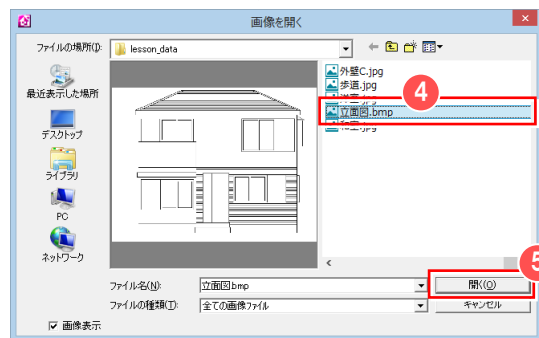 画像を開く
ファイルの場所(I):
lesson_data
外壁C.jpg
歩道.jpg
4
立面図.bmp
最近表示した場所
デスクトップ
ライブラリ
PC
ネットワーク
5
ファイル名(N):
立面図.bmp
開く(O)
ファイルの種類(T):
全ての画像ファイル
キャンセル
画像表示